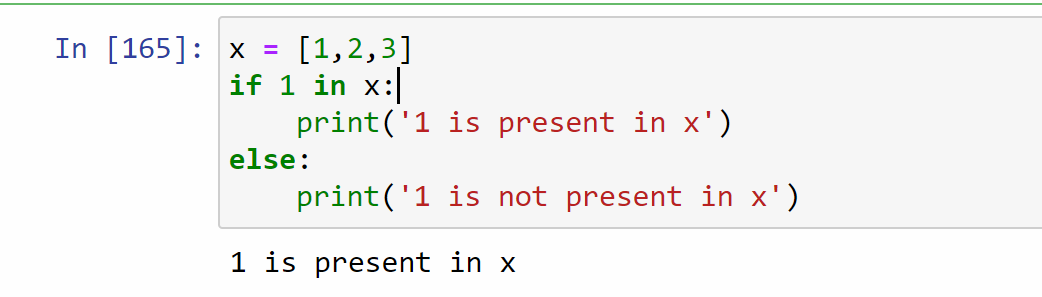 In [165]: x = [1,2,3]
if 1 in x:
    print('1 is present in x')
else:
    print('1 is not present in x')
1 is present in x